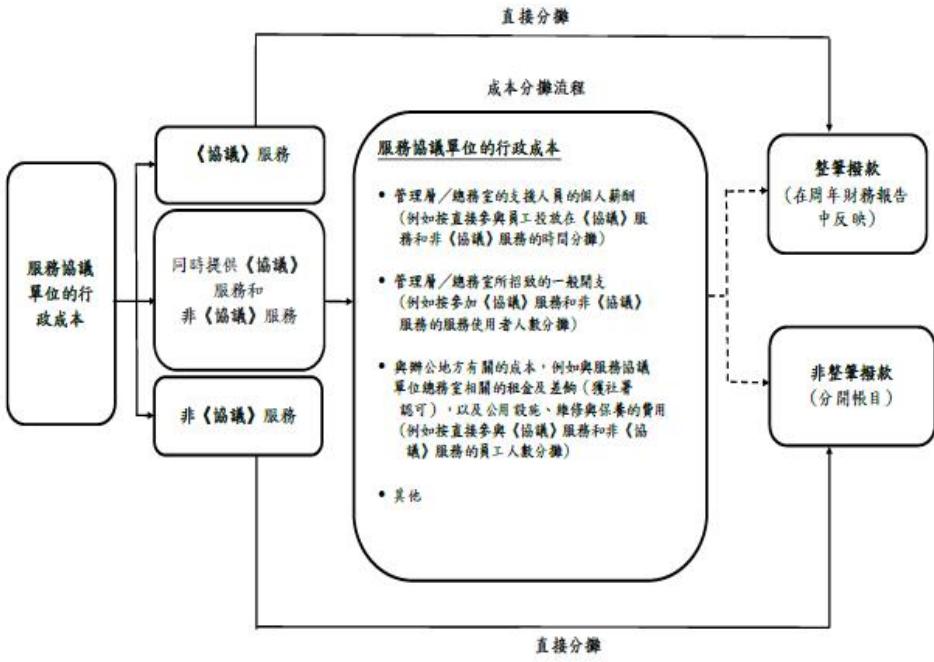 直接分攤
成本分攤流程
服務協議
單位的行
政成本
《協議》服務
同時提供《協議》
服務和
非《協議》服務
非《協議》服務
服務協議單位的行政成本
• 管理層／總務室的支援人員的個人薪酬
(例如按直接參與員工投放在《協議》服
務和非《協議》服務的時間分攤)
• 管理層／總務室所招致的一般開支
(例如按參加《協議》服務和非《協議》
服務的服務使用者人數分攤)
• 與辦公地方有關的成本，例如與服務協議
單位總務室相關的租金及差餉（獲社署
認可），以及公用設施、維修與保養的費用
(例如按直接參與《協議》服務和非《協
議》服務的員工人數分攤)
• 其他
整筆撥款
(在周年財務報告
中反映)
非整筆撥款
(分開帳目)
直接分攤